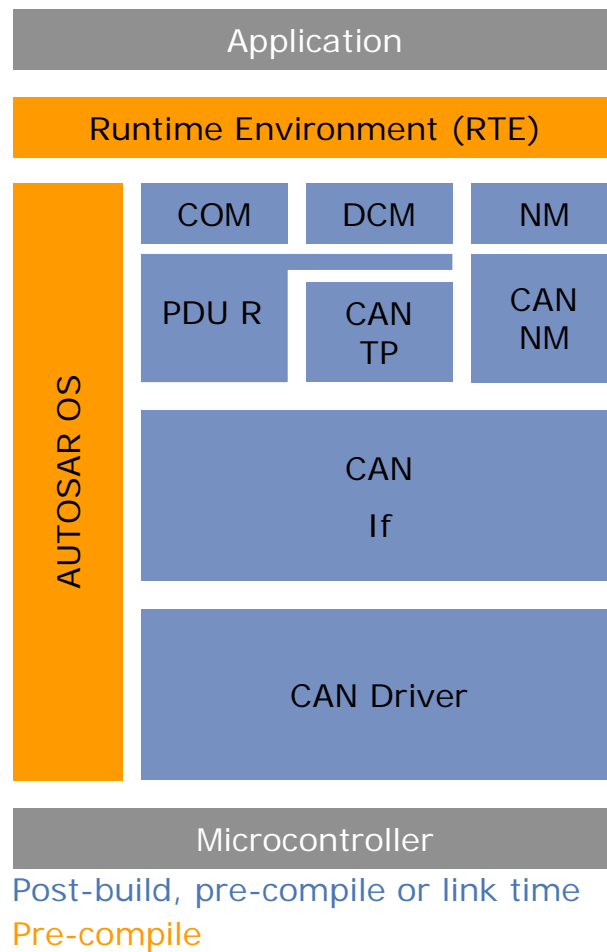 Application
Runtime Environment (RTE)
AUTOSAR OS
COM
DCM
NM
PDU R
CAN
TP
CAN
NM
CAN
If
CAN Driver
Microcontroller
Post-build, pre-compile or link time
Pre-compile